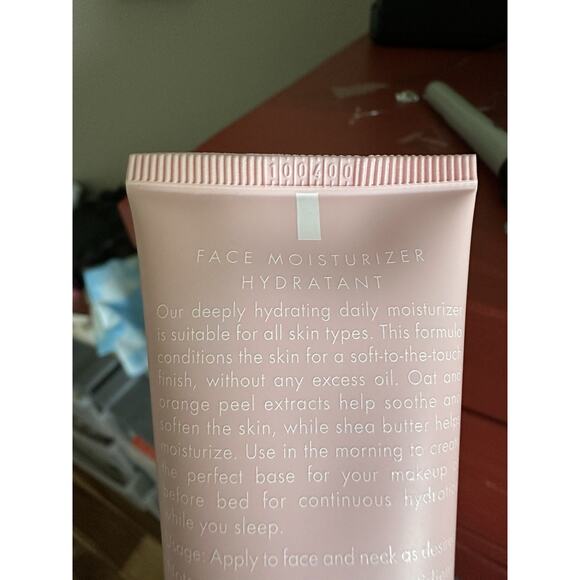 100400
FACE MOISTURIZER
HYDRATANT
Our deeply hydrating daily moisturizer
is suitable for all skin types. This formula
conditions the skin for a soft-to-the-touch
finish, without any excess oil. Oat and
orange peel extracts help soothe and
soften the skin, while shea butter helps
moisturize. Use in the morning to create
the perfect base for your makeup
before bed for continuous hydration
while you sleep.
Usage: Apply to face and neck as desired